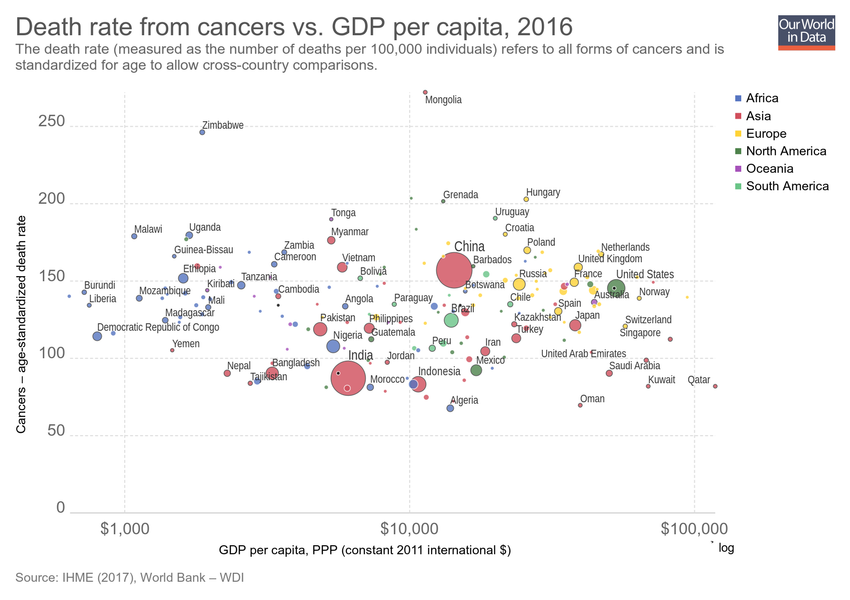 Death rate from cancers vs. GDP per capita, 2016
Our World
in Data
The death rate (measured as the number of deaths per 100,000 individuals) refers to all forms of cancers and is
standardized for age to allow cross-country comparisons.
Africa
Asia
Europe
North America
Oceania
South America
Cancers – age-standardized death rate
250
200
150
100
50
0
Mongolia
Zimbabwe
Grenada
Hungary
Tonga
Uruguay
Malawi
Uganda
Myanmar
Croatia
Guinea-Bissau
Zambia
China
Poland
Netherlands
Cameroon
Vietnam
Barbados
United Kingdom
Ethiopia
Bolivia
Russia
France
United States
Burundi
Mozambique
Kiribati
Tanzania
Cambodia
Botswana
Australia
Norway
Liberia
Mali
Angola
Paraguay
Chile
Spain
Madagascar
Pakistan
Philippines
Brazil
Kazakhstan
Japan
Switzerland
Democratic Republic of Congo
Nigeria
Guatemala
Turkey
Singapore
Yemen
India
Jordan
Peru
Iran
United Arab Emirates
Nepal
Bangladesh
Indonesia
Mexico
Saudi Arabia
Tajikistan
Morocco
Kuwait
Qatar
Algeria
Oman
$1,000
$10,000
$100,000
GDP per capita, PPP (constant 2011 international $)
log
Source: IHME (2017), World Bank – WDI